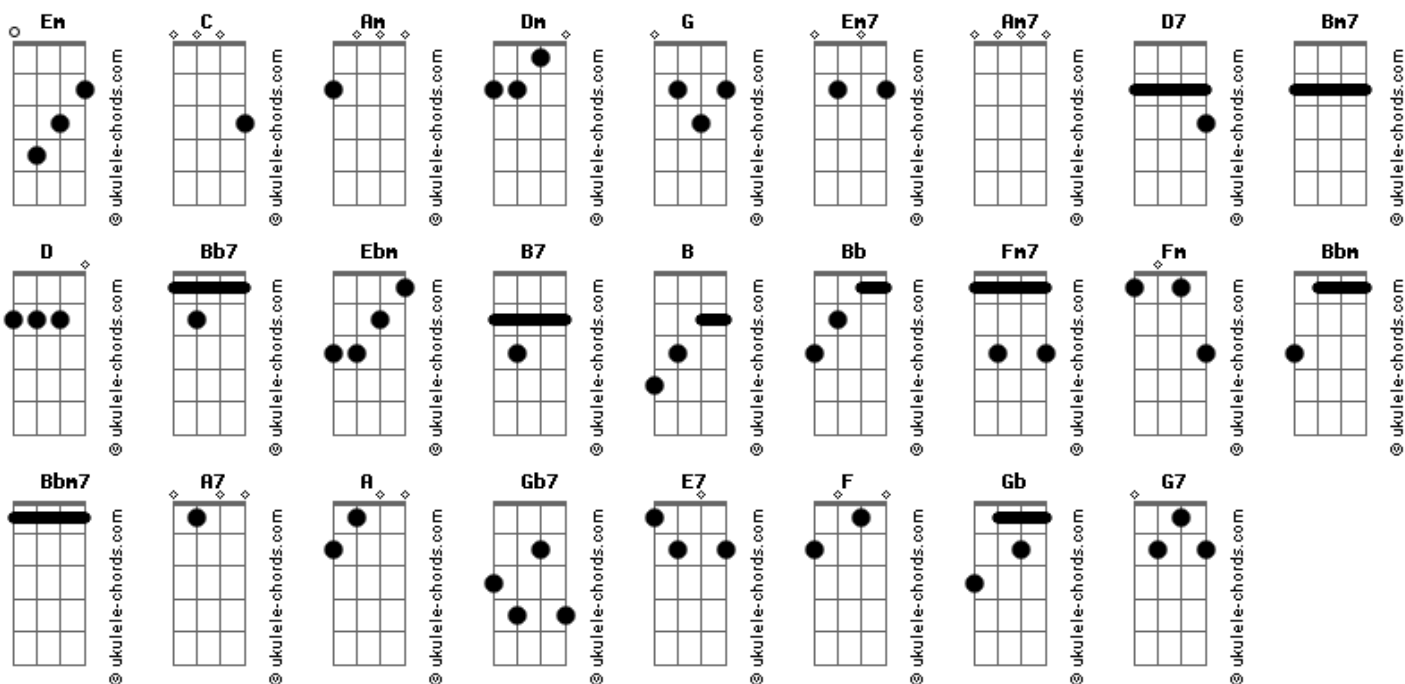 Em C Am Dm G Em7 Am7 D7 Bm7
© ukulele-chords.com © ukulele-chords.com © ukulele-chords.com © ukulele-chords.com © ukulele-chords.com © ukulele-chords.com © ukulele-chords.com © ukulele-chords.com © ukulele-chords.com
D Bb7 Ebm B7 B Bb Fm7 Fm Bbm
© ukulele-chords.com © ukulele-chords.com © ukulele-chords.com © ukulele-chords.com © ukulele-chords.com © ukulele-chords.com © ukulele-chords.com © ukulele-chords.com © ukulele-chords.com
Bbm7 A7 A Gb7 E7 F Gb G7
© ukulele-chords.com © ukulele-chords.com © ukulele-chords.com © ukulele-chords.com © ukulele-chords.com © ukulele-chords.com © ukulele-chords.com © ukulele-chords.com